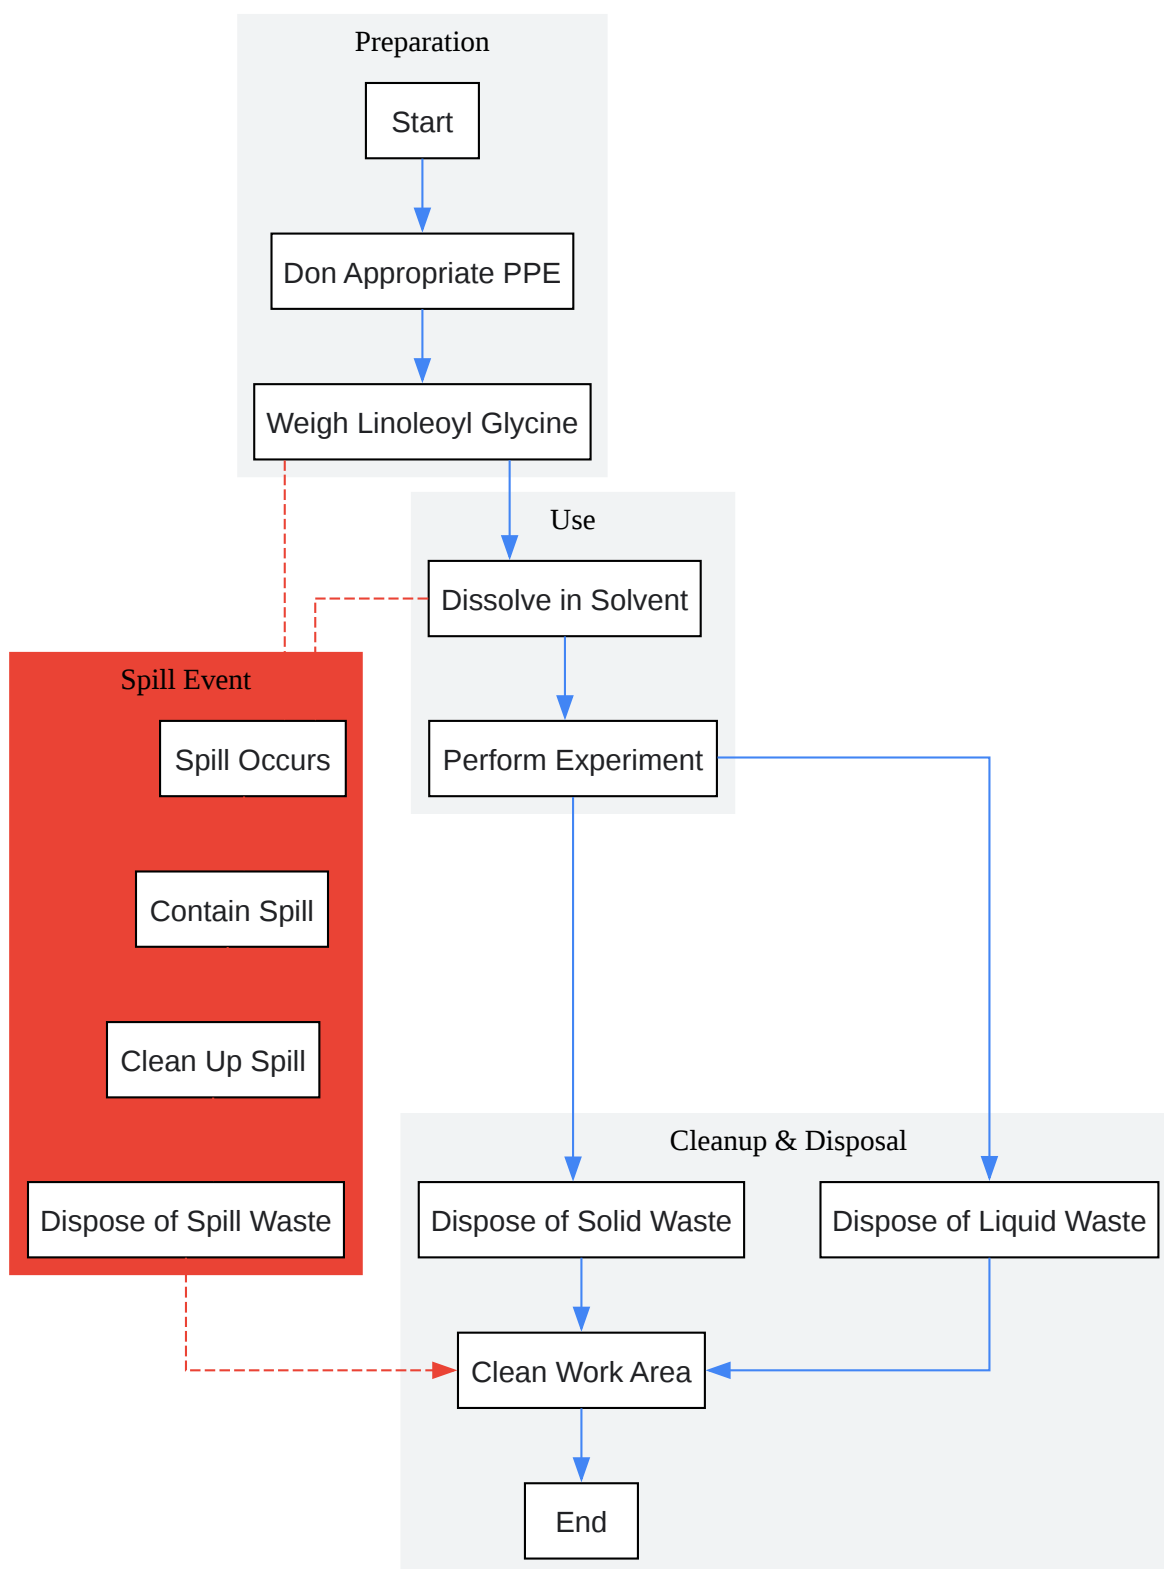 Preparation
Start
Don Appropriate PPE
Weigh Linoleoyl Glycine
Use
Dissolve in Solvent
Perform Experiment
Spill Event
Spill Occurs
Contain Spill
Clean Up Spill
Dispose of Spill Waste
Cleanup & Disposal
Dispose of Solid Waste
Dispose of Liquid Waste
Clean Work Area
End